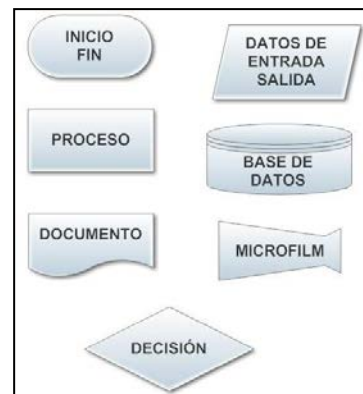 INICIO
FIN
DATOS DE
ENTRADA
SALIDA
PROCESO
BASE DE
DATOS
DOCUMENTO
MICROFILM
DECISIÓN